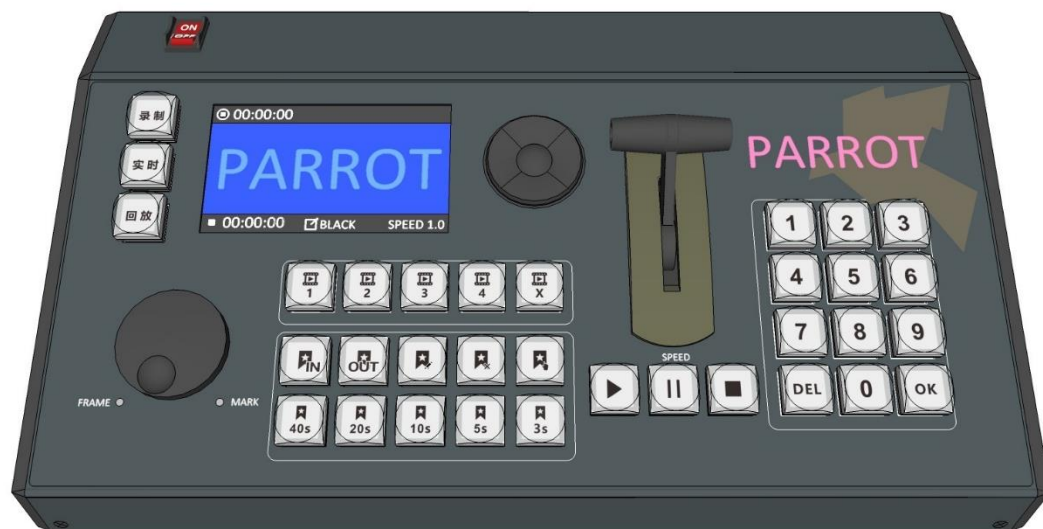 ON
OFF
录制
00:00:00
PARROT
实时
回放
00:00:00 BLACK SPEED 1.0
PARROT
1 2 3
4 5 6
7 8 9
DEL 0 OK
1 2 3 4 X
IN OUT
40s 20s 10s 5s 3s
FRAME MARK
SPEED